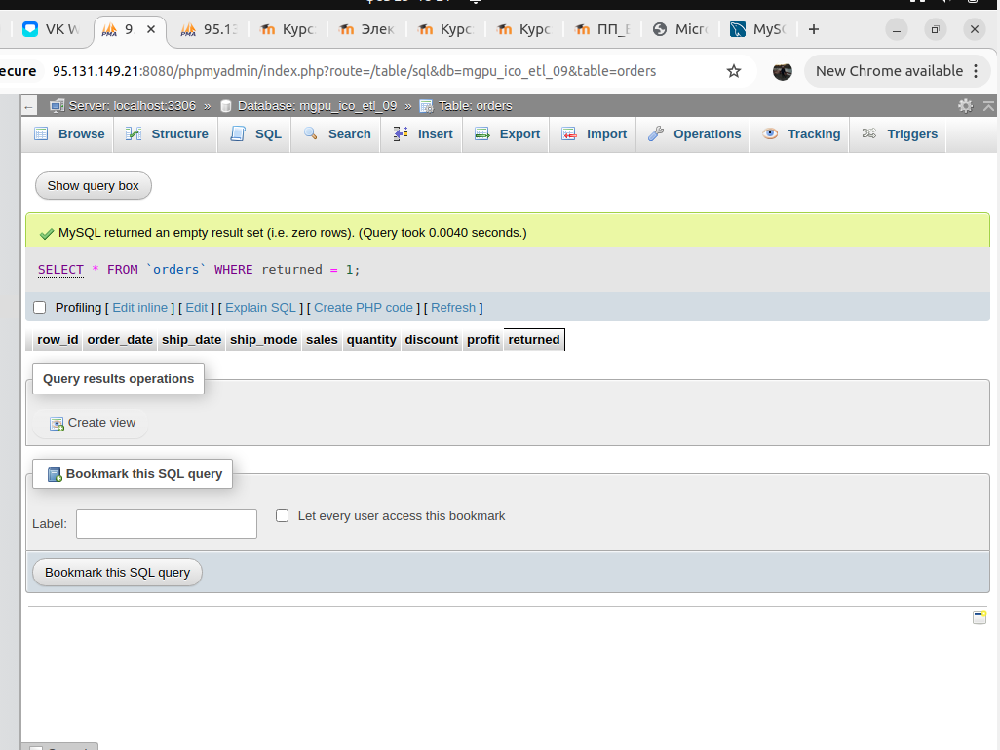 VK W 9! 95.13 Курс Элек Курс Курс ПП_Е Micro MySQ
ecure 95.131.149.21:8080/phpmyadmin/index.php?route=/table/sql&db=mgpu_ico_etl_09&table=orders New Chrome available
Server: localhost:3306 » Database: mgpu_ico_etl_09 » Table: orders
Browse Structure SQL Search Insert Export Import Operations Tracking Triggers
Show query box
MySQL returned an empty result set (i.e. zero rows). (Query took 0.0040 seconds.)
SELECT * FROM `orders` WHERE returned = 1;
Profiling [ Edit inline ] [ Edit ] [ Explain SQL ] [ Create PHP code ] [ Refresh ]
row_id order_date ship_date ship_mode sales quantity discount profit returned
Query results operations
Create view
Bookmark this SQL query
Label: Let every user access this bookmark
Bookmark this SQL query